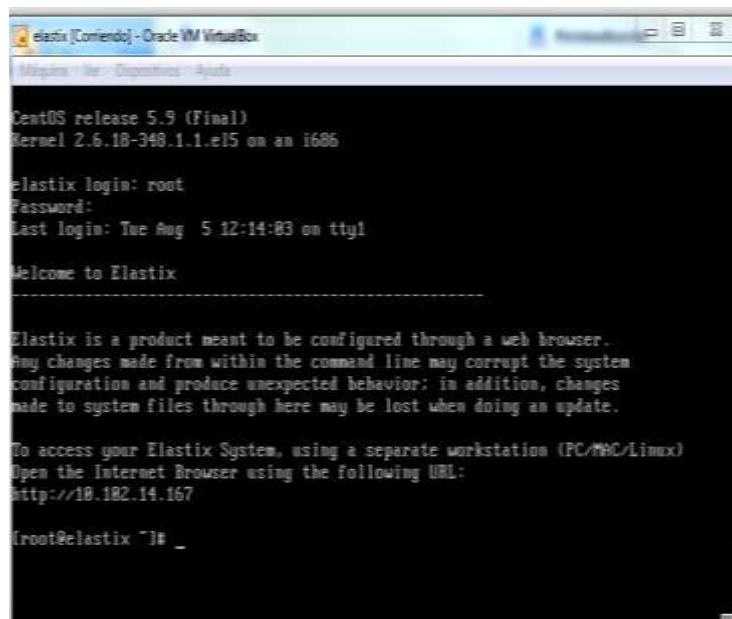 elastix [Corriendo] - Oracle VM VirtualBox
Máquina Ver Dispositivos Ayuda
CentOS release 5.9 (Final)
Kernel 2.6.18-348.1.1.el5 on an i686
elastix login: root
Password:
Last login: Tue Aug  5 12:14:03 on tty1
Welcome to Elastix
----------------------------------------------------
Elastix is a product meant to be configured through a web browser.
Any changes made from within the command line may corrupt the system
configuration and produce unexpected behavior; in addition, changes
made to system files through here may be lost when doing an update.
To access your Elastix System, using a separate workstation (PC/MAC/Linux)
Open the Internet Browser using the following URL:
http://10.102.14.167
[root@elastix ~]# _